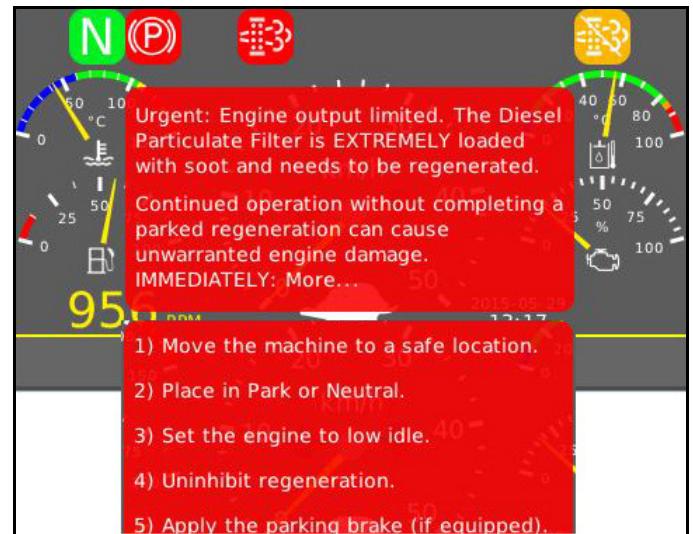 N (P)
50 10
°C
0
40 60
°C 80
100
Urgent: Engine output limited. The Diesel
Particulate Filter is EXTREMELY loaded
with soot and needs to be regenerated.
Continued operation without completing a
parked regeneration can cause
unwarranted engine damage.
IMMEDIATELY: More...
25 50
0
50 75
%
100
956 RPM
2015-05-29
13:17
1) Move the machine to a safe location.
2) Place in Park or Neutral.
3) Set the engine to low idle.
4) Uninhibit regeneration.
5) Apply the parking brake (if equipped).